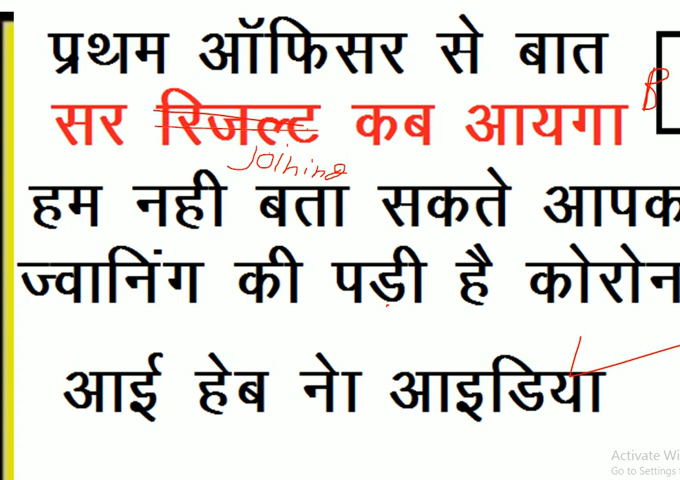 प्रथम ऑफिसर से बात
सर रिजल्ट कब आयगा
Joining
हम नही बता सकते
ज्वानिंग की पड़ी है
आई हेब नेा आइडिया
Activate Wi
Go to Settings